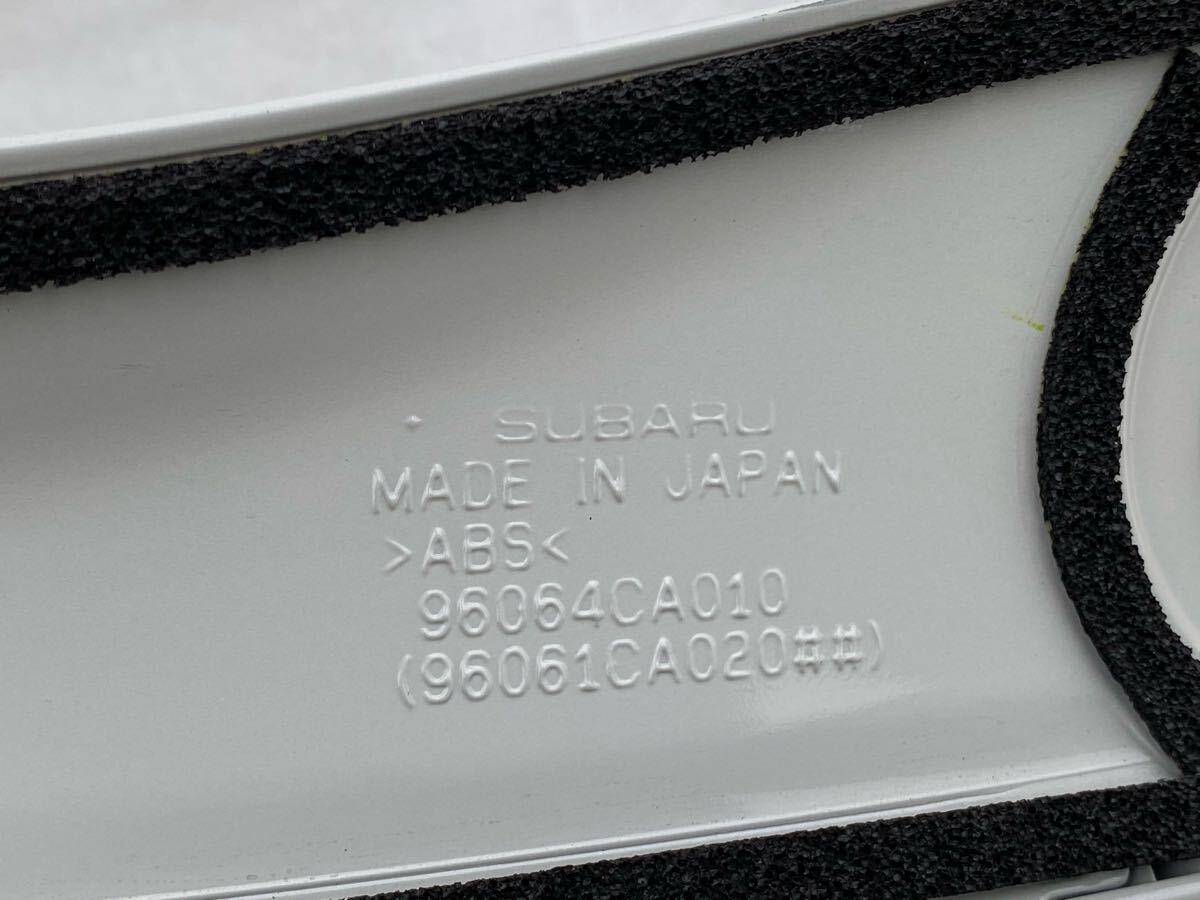 SUBARU
MADE IN JAPAN
>ABS<
96064CA010
(96061CA020##)